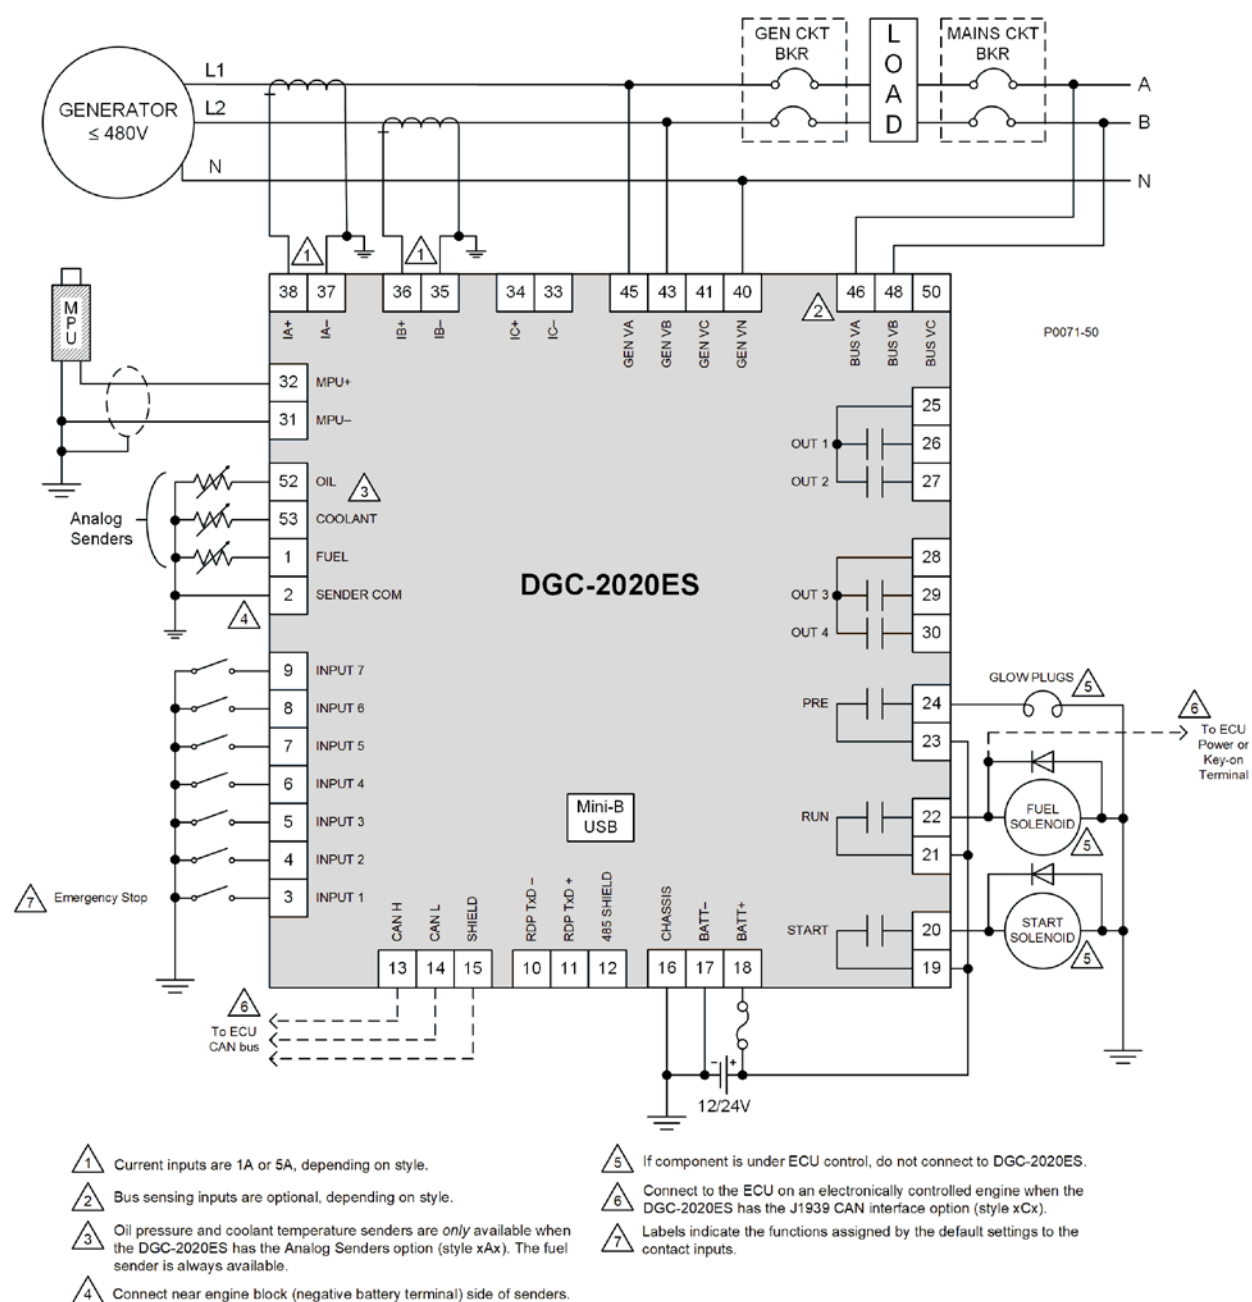 GEN CKT
BKR
L
O
A
D
MAINS CKT
BKR
L1
L2
N
GENERATOR
≤ 480V
A
B
N
1
1
2
38
37
36
35
34
33
45
43
41
40
46
48
50
IA+
IA–
IB+
IB–
IC+
IC–
GEN VA
GEN VB
GEN VC
GEN VN
BUS VA
BUS VB
BUS VC
P0071-50
MPU
32 MPU+
31 MPU–
52 OIL
3
53 COOLANT
1 FUEL
2 SENDER COM
4
Analog
Senders
25
OUT 1 26
OUT 2 27
28
OUT 3 29
OUT 4 30
DGC-2020ES
9 INPUT 7
8 INPUT 6
7 INPUT 5
6 INPUT 4
5 INPUT 3
4 INPUT 2
7 Emergency Stop
3 INPUT 1
PRE 24
23
GLOW PLUGS 5
6
To ECU
Power or
Key-on
Terminal
Mini-B
USB
RUN 22
21
FUEL
SOLENOID
5
START 20
19
START
SOLENOID
5
CAN H
CAN L
SHIELD
RDP TxD –
RDP TxD +
485 SHIELD
CHASSIS
BATT–
BATT+
13
14
15
10
11
12
16
17
18
6
To ECU
CAN bus
- +
12/24V
1 Current inputs are 1A or 5A, depending on style.
2 Bus sensing inputs are optional, depending on style.
3 Oil pressure and coolant temperature senders are only available when
the DGC-2020ES has the Analog Senders option (style xAx). The fuel
sender is always available.
4 Connect near engine block (negative battery terminal) side of senders.
5 If component is under ECU control, do not connect to DGC-2020ES.
6 Connect to the ECU on an electronically controlled engine when the
DGC-2020ES has the J1939 CAN interface option (style xCx).
7 Labels indicate the functions assigned by the default settings to the
contact inputs.